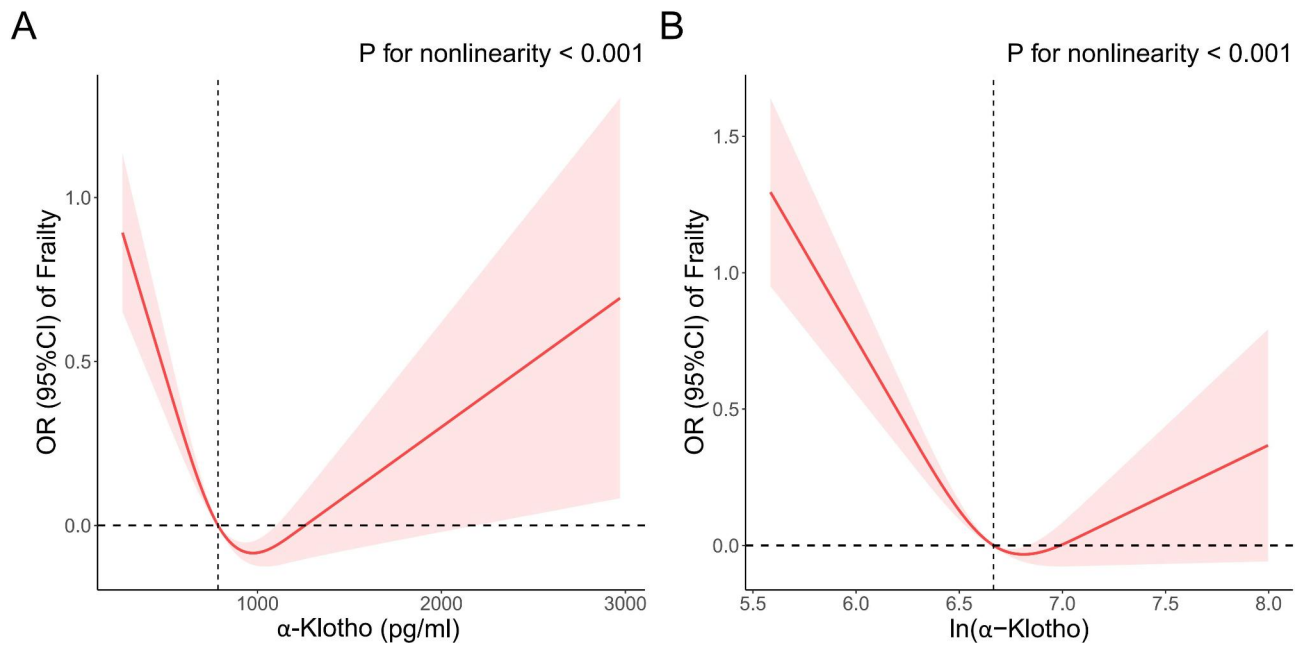 A
P for nonlinearity < 0.001
OR (95%CI) of Frailty
1.0
0.5
0.0
1000
2000
3000
α-Klotho (pg/ml)
B
P for nonlinearity < 0.001
OR (95%CI) of Frailty
1.5
1.0
0.5
0.0
5.5
6.0
6.5
7.0
7.5
8.0
ln(α−Klotho)